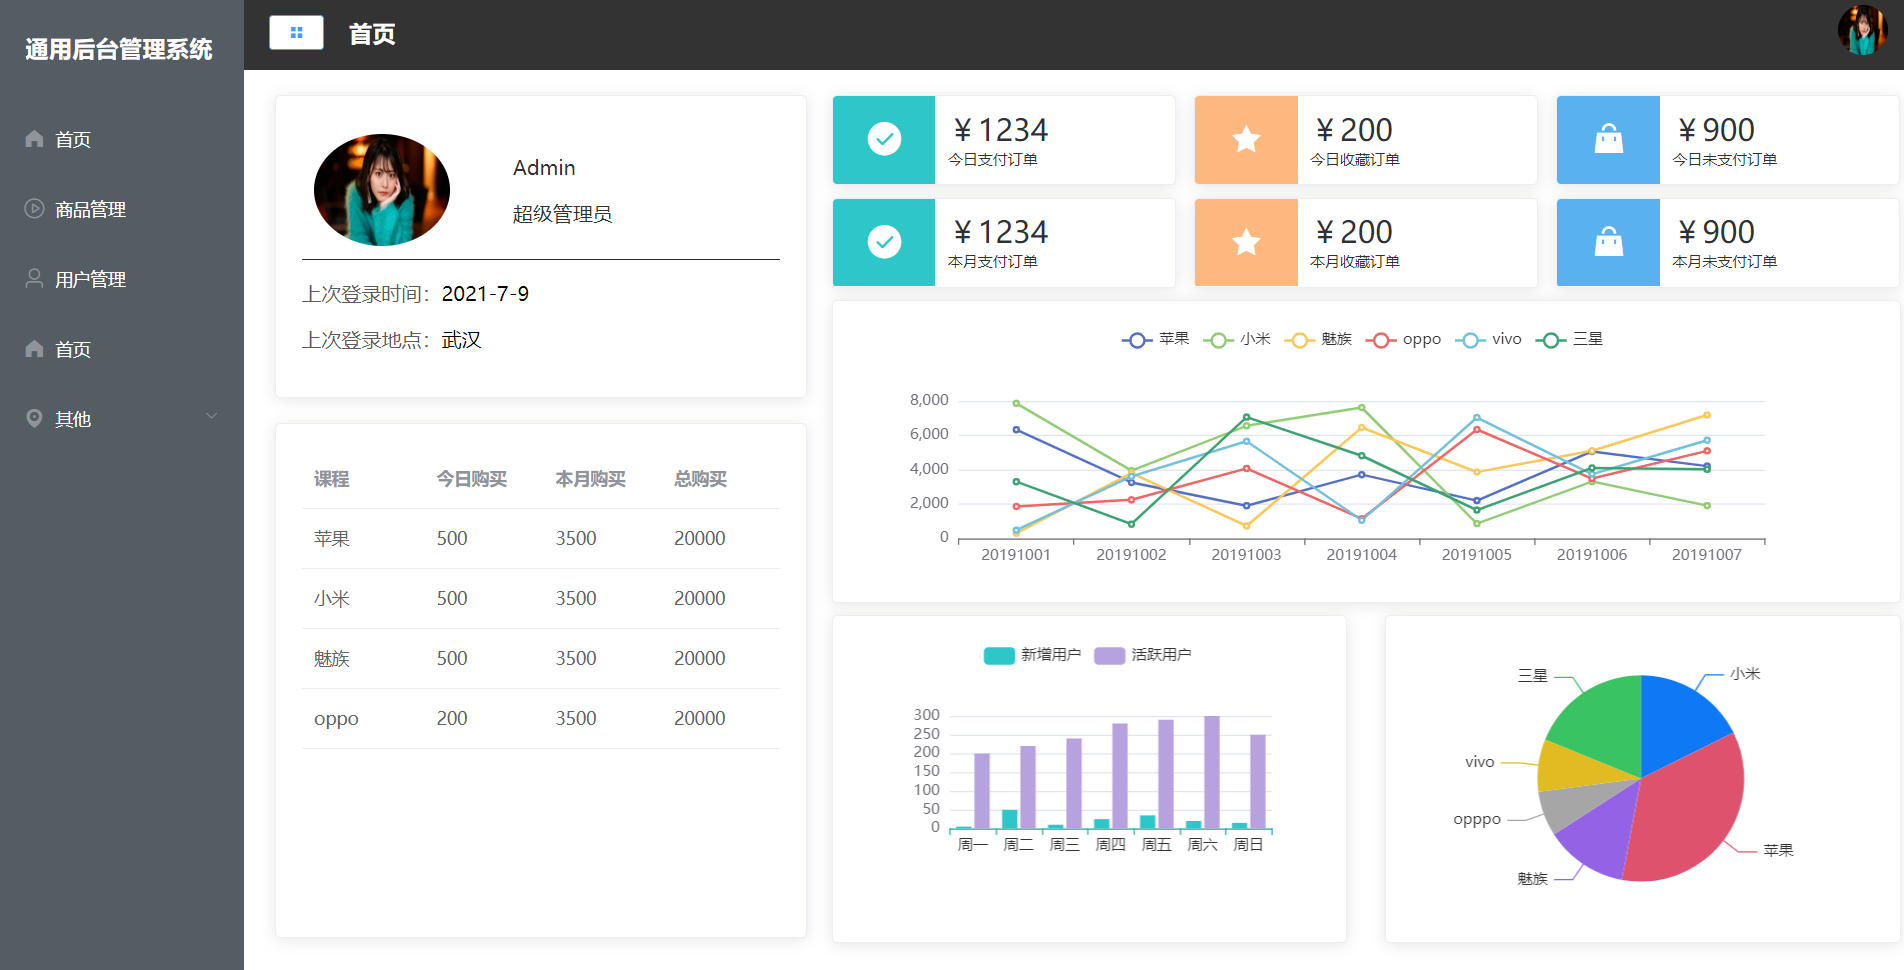 通用后台管理系统
首页
商品管理
用户管理
首页
其他
首页
Admin
超级管理员
上次登录时间：2021-7-9
上次登录地点：武汉
课程 今日购买 本月购买 总购买
苹果 500 3500 20000
小米 500 3500 20000
魅族 500 3500 20000
oppo 200 3500 20000
￥1234
今日支付订单
￥200
今日收藏订单
￥900
今日未支付订单
￥1234
本月支付订单
￥200
本月收藏订单
￥900
本月未支付订单
苹果 小米 魅族 oppo vivo 三星
8,000
6,000
4,000
2,000
0
20191001 20191002 20191003 20191004 20191005 20191006 20191007
新增用户 活跃用户
300
250
200
150
100
50
0
周一 周二 周三 周四 周五 周六 周日
三星
小米
vivo
opppo
苹果
魅族